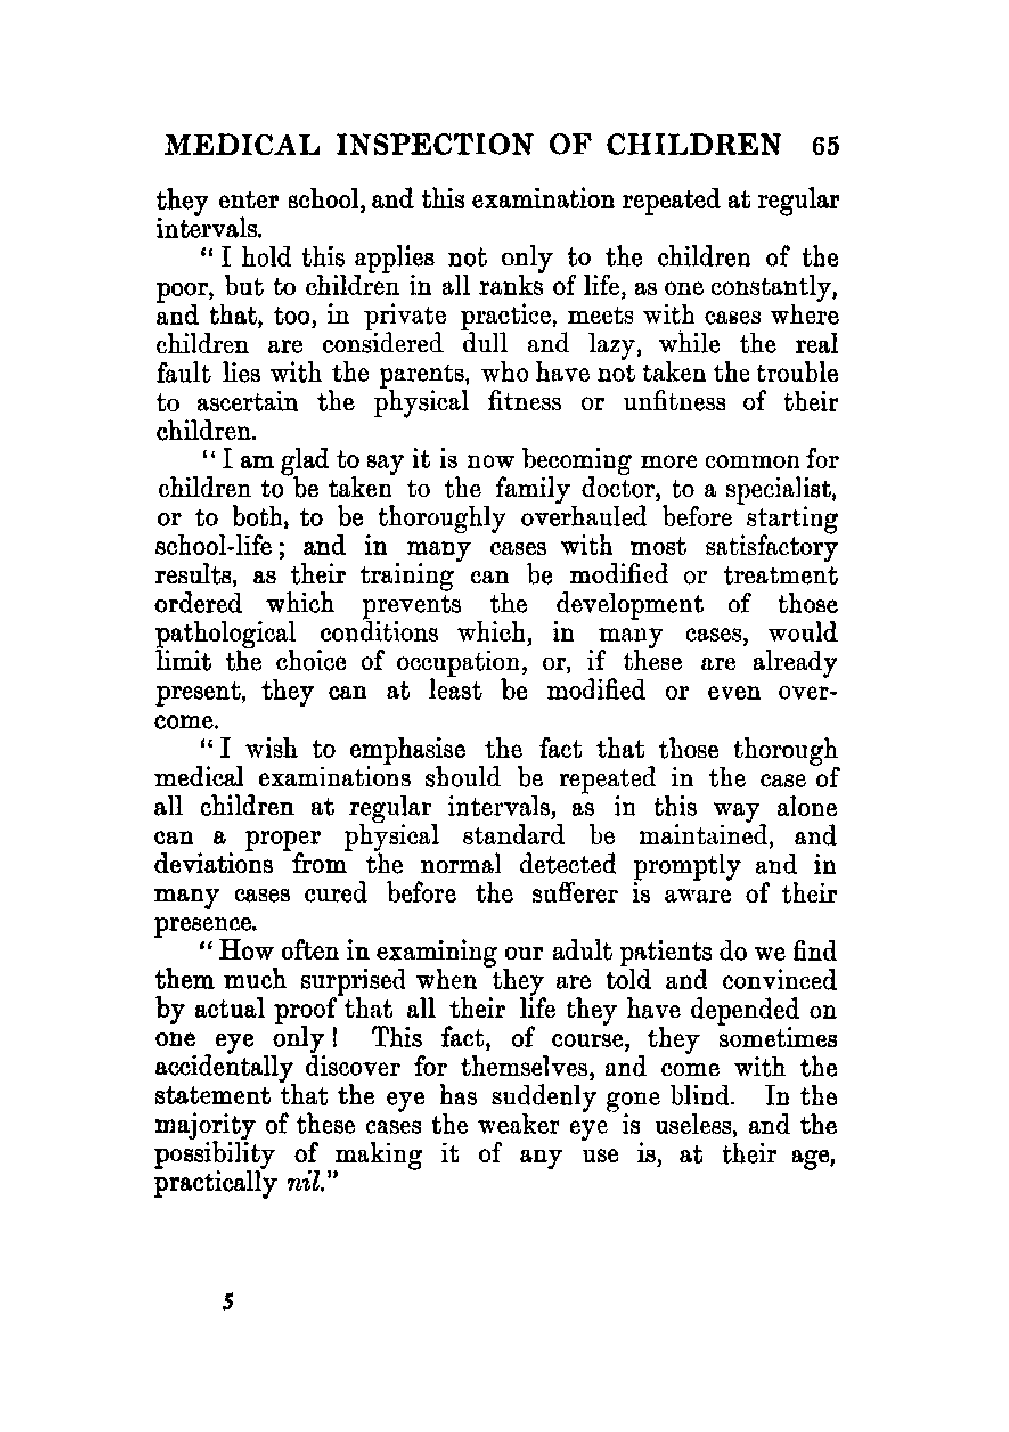 MEDICAL INSPECTION OF CHILDREN 65
they enter school, and this examination repeated at regular
intervals.
“ I hold this applies not only to the children of the
poor, but to children in all ranks of life, as one constantly,
and that, too, in private practice, meets with cases where
children are considered dull and lazy, while the real
fault lies with the parents, who have not taken the trouble
to ascertain the physical fitness or unfitness of their
children.
“ I am glad to say it is now becoming more common for
children to be taken to the family doctor, to a specialist,
or to both, to be thoroughly overhauled before starting
school-life ; and in many cases with most satisfactory
results, as their training can be modified or treatment
ordered which prevents the development of those
pathological conditions which, in many cases, would
limit the choice of occupation, or, if these are already
present, they can at least be modified or even over-
come.
“ I wish to emphasise the fact that those thorough
medical examinations should be repeated in the case of
all children at regular intervals, as in this way alone
can a proper physical standard be maintained, and
deviations from the normal detected promptly and in
many cases cured before the sufferer is aware of their
presence.
“ How often in examining our adult patients do we find
them much surprised when they are told and convinced
by actual proof that all their life they have depended on
one eye only ! This fact, of course, they sometimes
accidentally discover for themselves, and come with the
statement that the eye has suddenly gone blind. In the
majority of these cases the weaker eye is useless, and the
possibility of making it of any use is, at their age,
practically nil.”
5